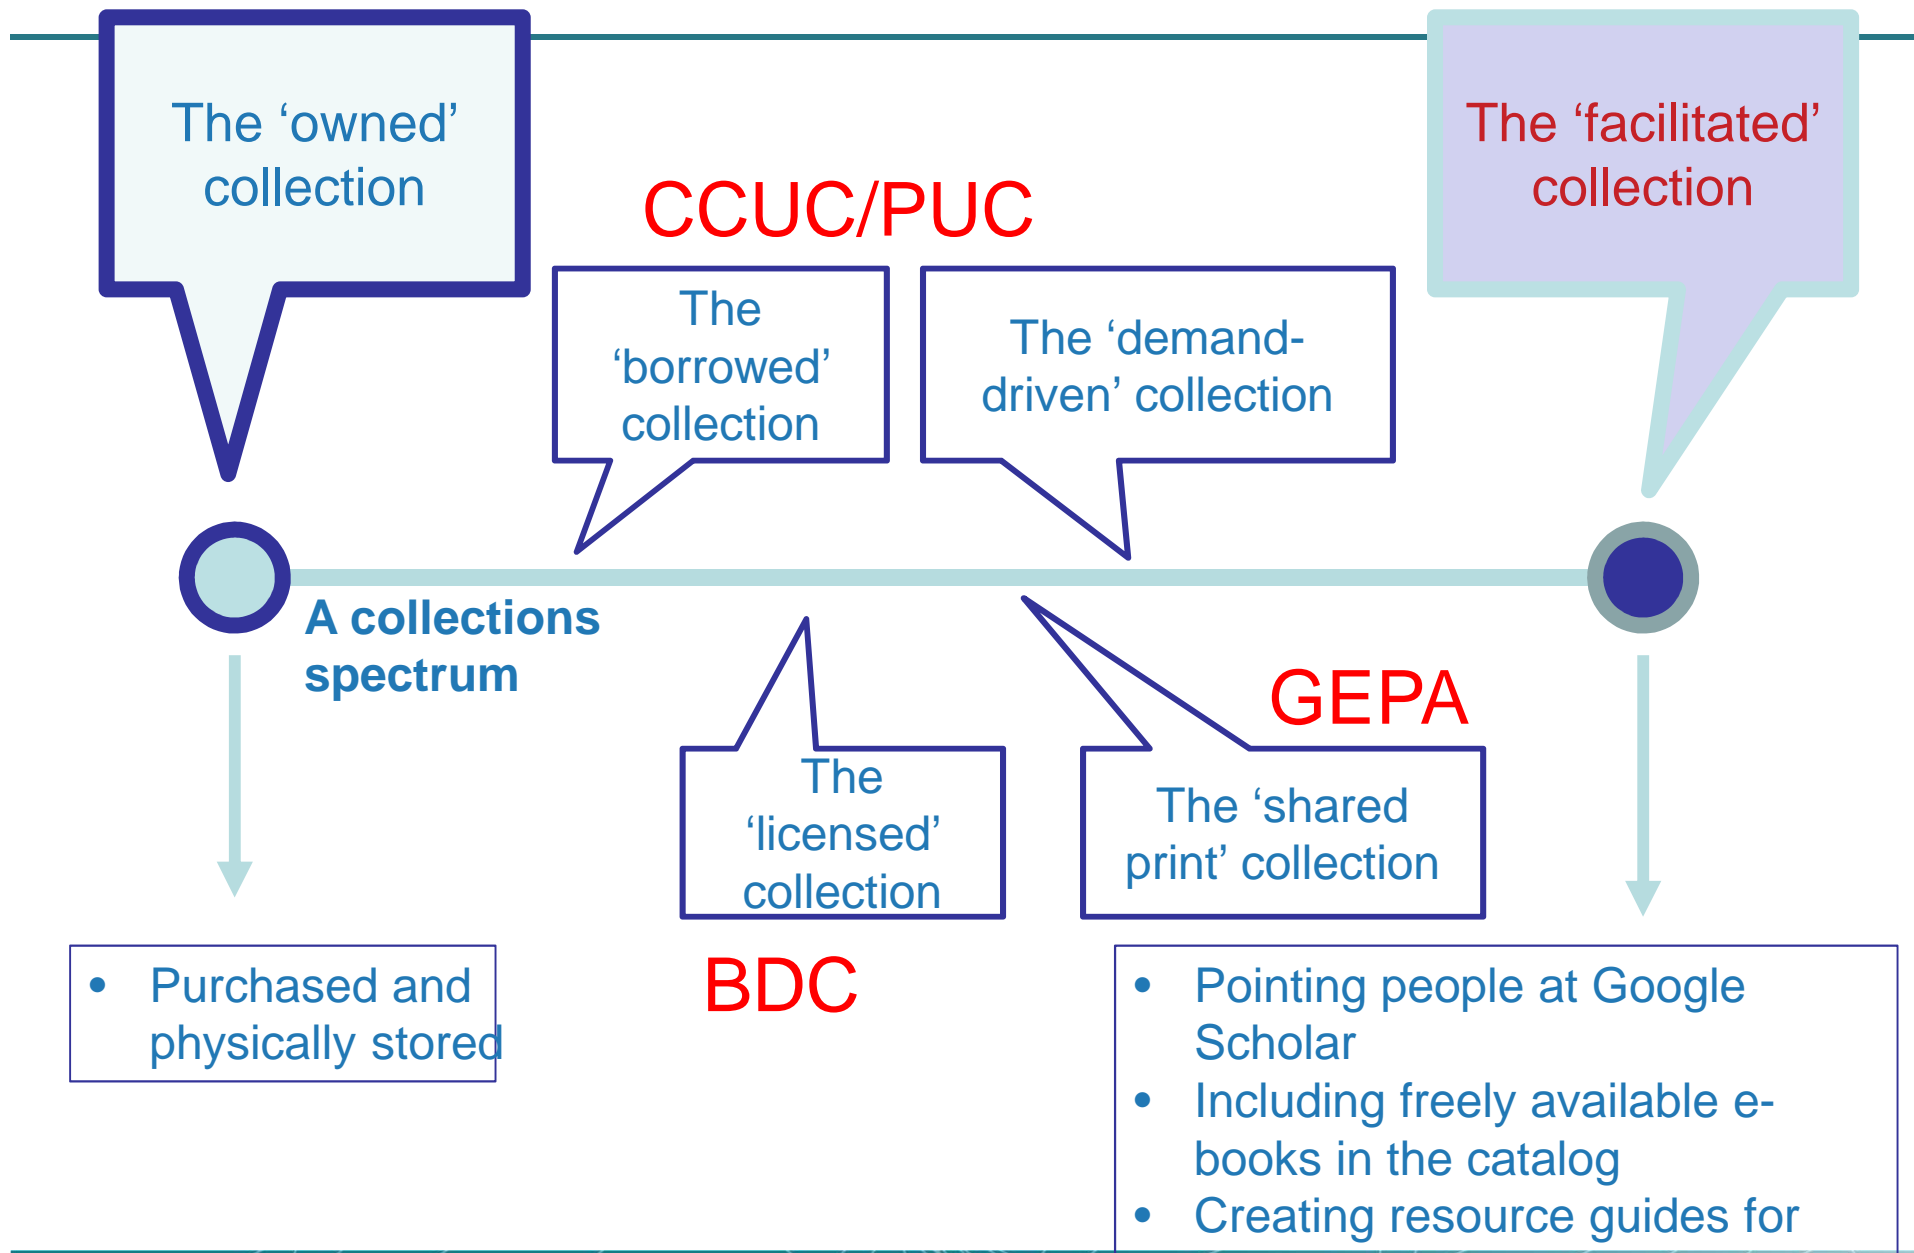 The ‘owned’
collection
The ‘facilitated’
collection
CCUC/PUC
The
‘borrowed’
collection
The ‘demand-
driven’ collection
A collections
spectrum
GEPA
The
‘licensed’
collection
The ‘shared
print’ collection
BDC
• Purchased and
physically stored
• Pointing people at Google
Scholar
• Including freely available e-
books in the catalog
• Creating resource guides for